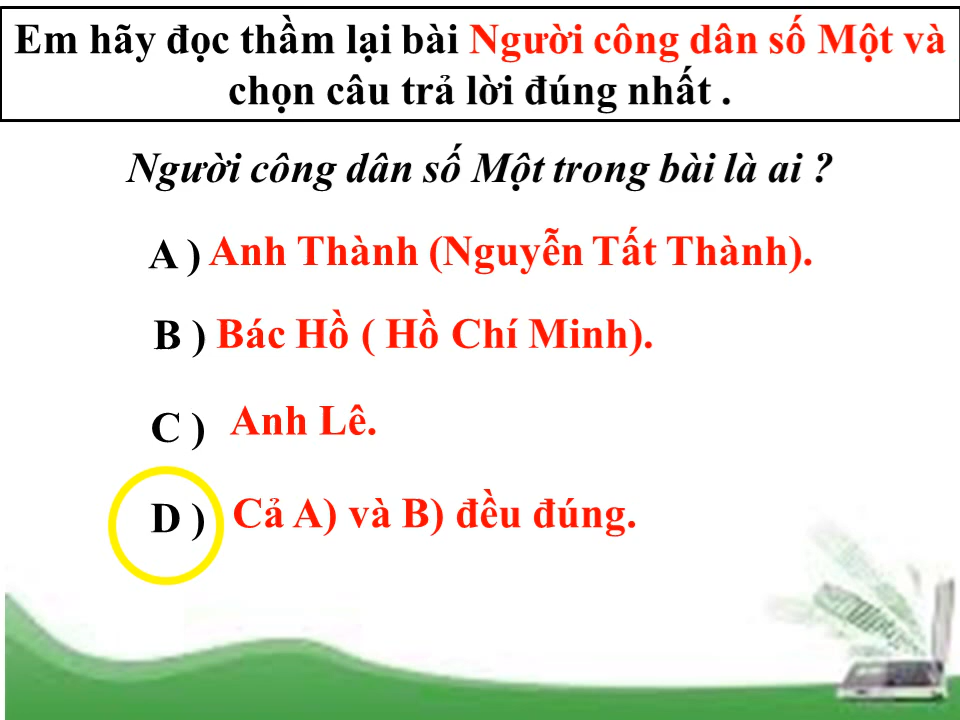 Em hãy đọc thầm lại bài Người công dân số Một và
chọn câu trả lời đúng nhất .
Người công dân số Một trong bài là ai ?
A ) Anh Thành (Nguyễn Tất Thành).
B ) Bác Hồ ( Hồ Chí Minh).
C ) Anh Lê.
D ) Cả A) và B) đều đúng.